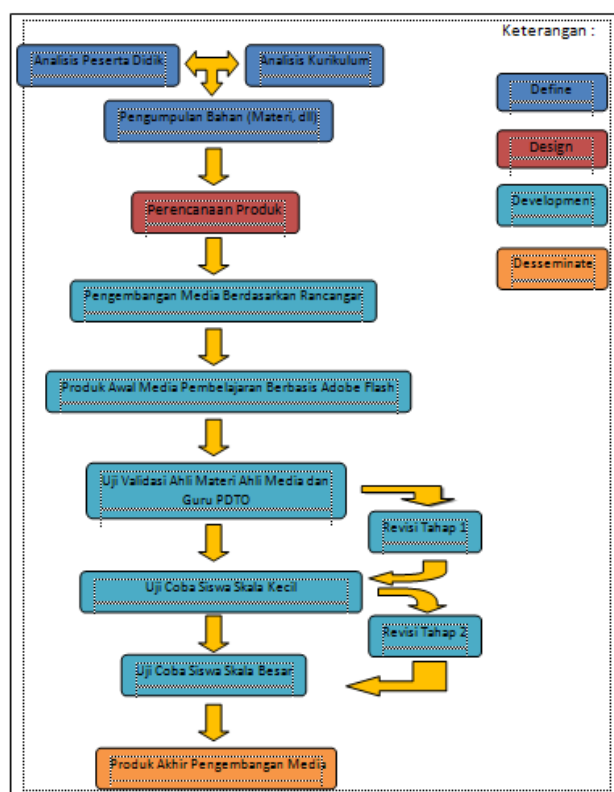 Keterangan :
Analisis Peserta Didik
Analisis Kurikulum
Define
Pengumpulan Bahan (Materi, dll)
Design
Perencanaan Produk
Development
Desseminate
Pengembangan Media Berdasarkan Rancangan
Produk Awal Media Pembelajaran Berbasis Adobe Flash
Uji Validasi Ahli Materi Ahli Media dan
Guru PDTO
Revisi Tahap 1
Uji Coba Siswa Skala Kecil
Revisi Tahap 2
Uji Coba Siswa Skala Besar
Produk Akhir Pengembangan Media